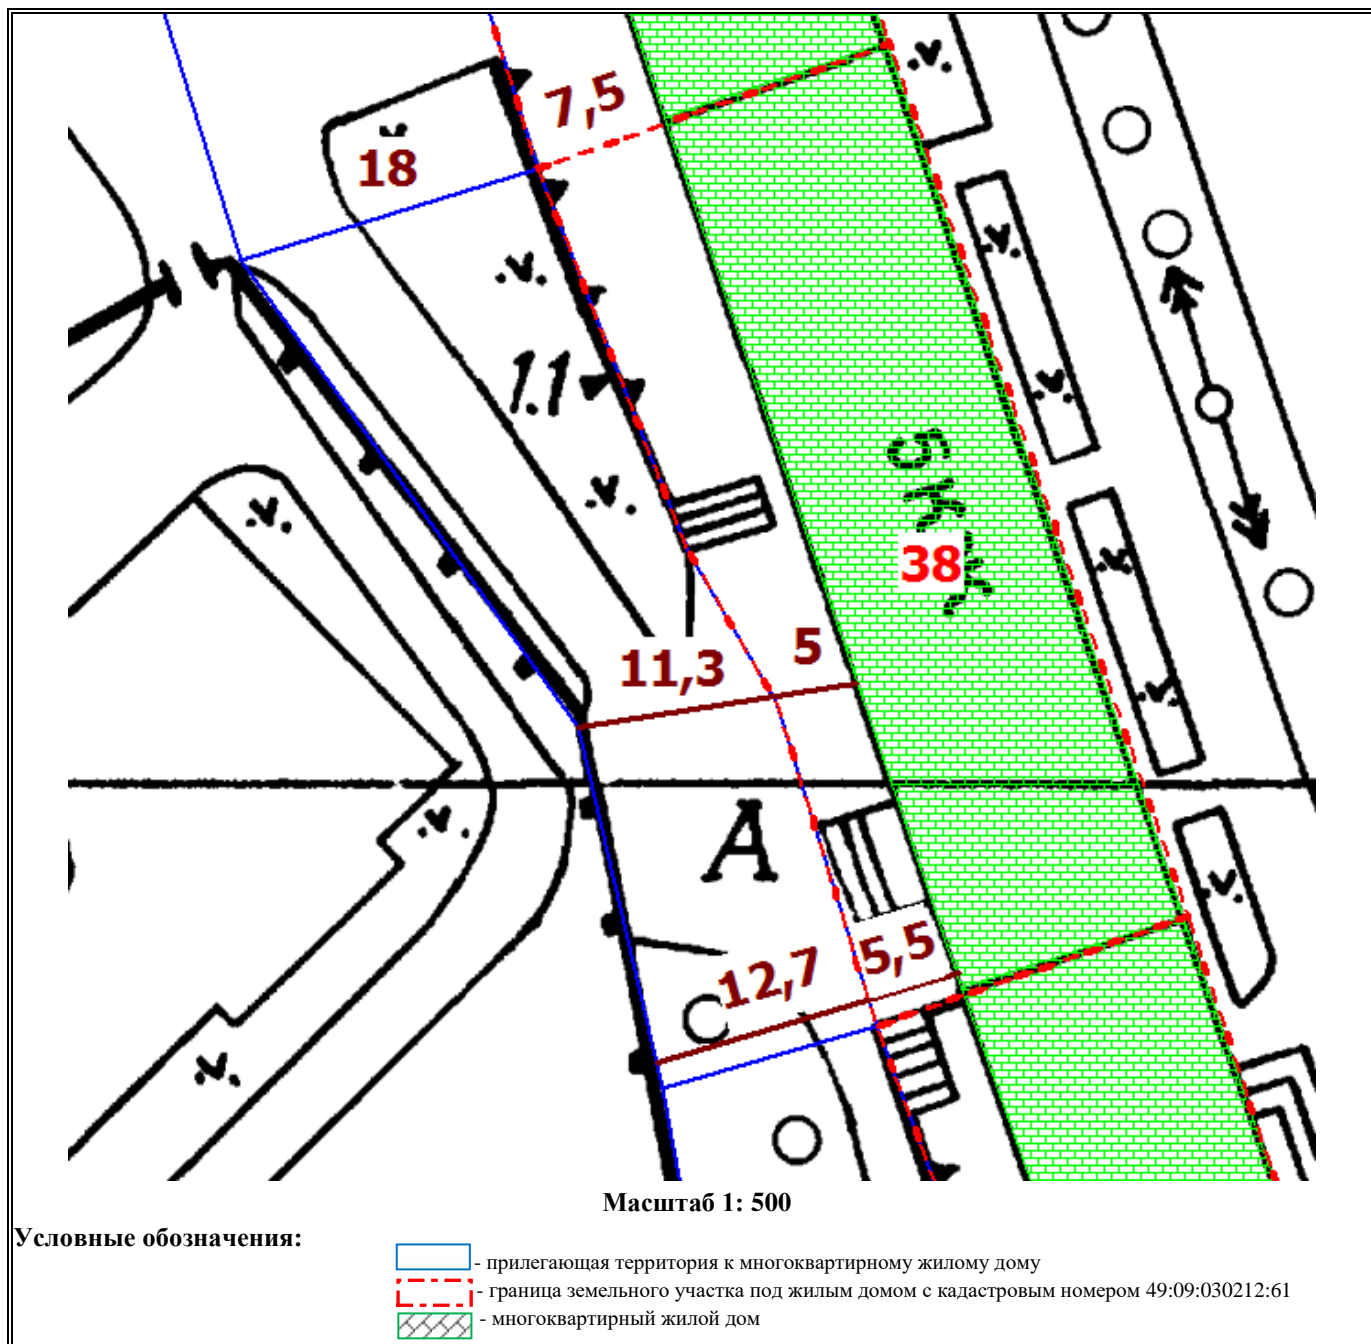 7,5
18
1.1
5КЖ
38
5
11,3
А
5,5
12,7
Масштаб 1: 500
Условные обозначения:
- прилегающая территория к многоквартирному жилому дому
- граница земельного участка под жилым домом с кадастровым номером 49:09:030212:61
- многоквартирный жилой дом